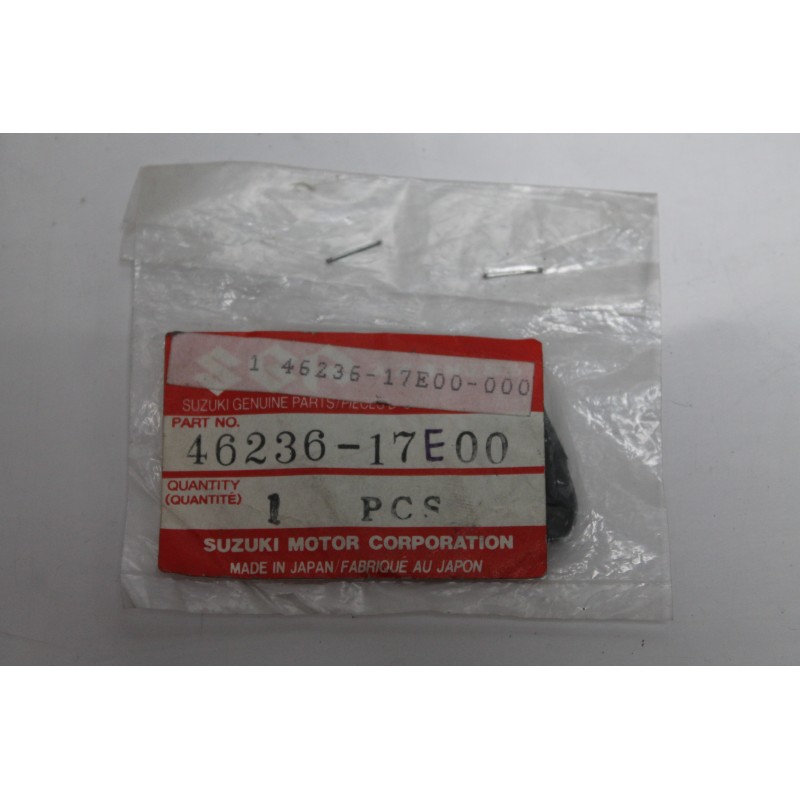 1 46236-17E00-000
SUZUKI GENUINE PARTS/PIECES
PART NO.
46236-17E00
QUANTITY
(QUANTITÉ)
1 PCS
SUZUKI MOTOR CORPORATION
MADE IN JAPAN/FABRIQUÉ AU JAPON